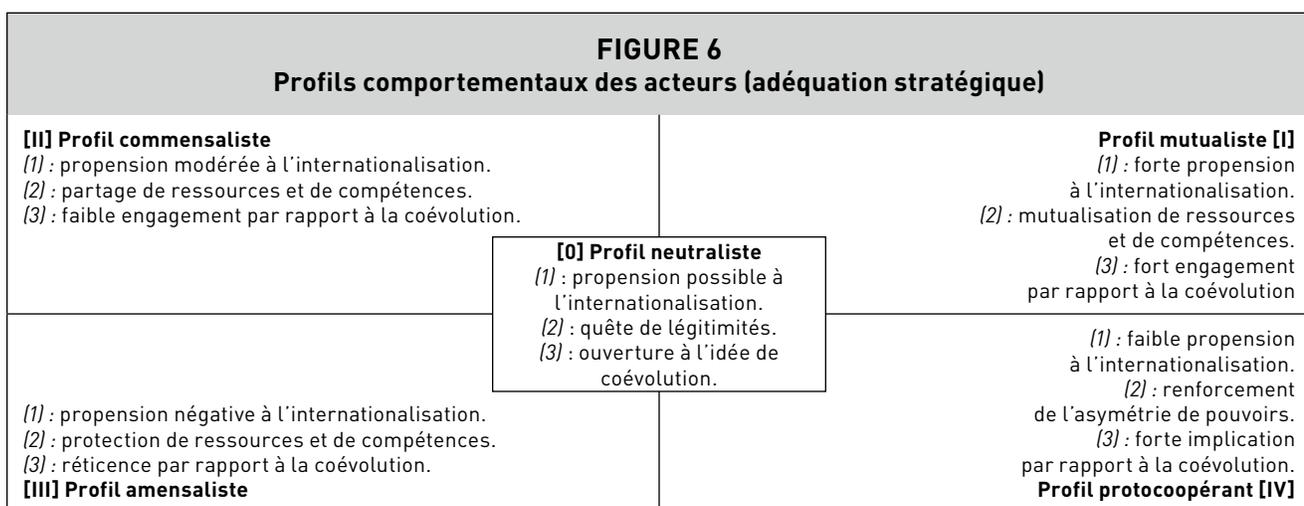 FIGURE 6
Profils comportementaux des acteurs (adéquation stratégique)
[II] Profil commensaliste
(1) : propension modérée à l'internationalisation.
(2) : partage de ressources et de compétences.
(3) : faible engagement par rapport à la coévolution.
Profil mutualiste [I]
(1) : forte propension
à l'internationalisation.
(2) : mutualisation de ressources
et de compétences.
(3) : fort engagement
par rapport à la coévolution
[0] Profil neutraliste
(1) : propension possible à
l'internationalisation.
(2) : quête de légitimités.
(3) : ouverture à l'idée de
coévolution.
(1) : propension négative à l'internationalisation.
(2) : protection de ressources et de compétences.
(3) : réticence par rapport à la coévolution.
[III] Profil amensaliste
(1) : faible propension
à l'internationalisation.
(2) : renforcement
de l'asymétrie de pouvoirs.
(3) : forte implication
par rapport à la coévolution.
Profil protocoopérant [IV]